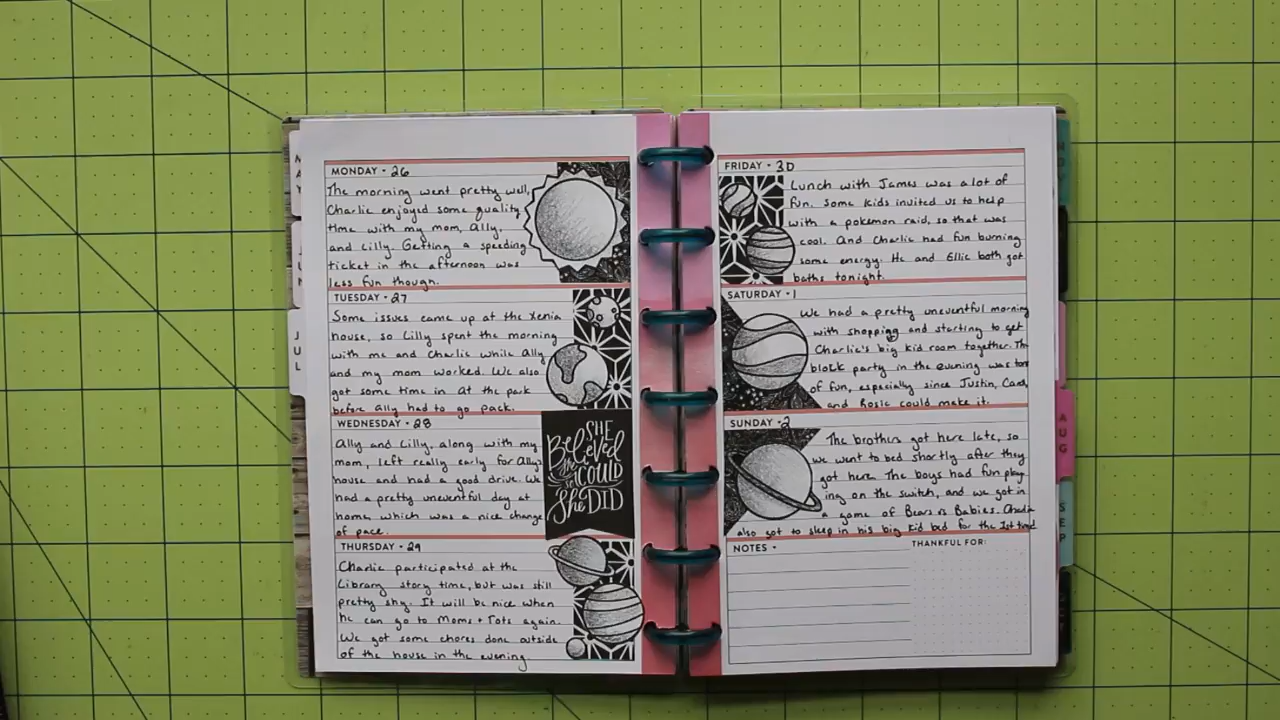 MAY
JUN
JUL
MONDAY • 26
The morning went pretty well,
Charlie enjoyed some quality
time with my mom, Ally,
and Lilly. Getting a speeding
ticket in the afternoon was
less fun though.
TUESDAY • 27
Some issues came up at the Xenia
house, so Lilly spent the morning
with me and Charlie while Ally
and my mom worked. We also
got some time in at the park
before Ally had to go pack.
WEDNESDAY • 28
Ally and Lilly, along with my
mom, left really early for Ally's
house and had a good drive. We
had a pretty uneventful day at
home which was a nice change
of pace.
SHE
Believed
she
COULD
so
She DID
THURSDAY • 29
Charlie participated at the
Library story time, but was still
pretty shy. It will be nice when
he can go to Moms + Tots again.
We got some chores done outside
of the house in the evening
FRIDAY • 30
Lunch with James was a lot of
fun. Some kids invited us to help
with a pokemon raid, so that was
cool. And Charlie had fun burning
some energy. He and Ellie both got
baths tonight.
SATURDAY • 1
We had a pretty uneventful morning
with shopping and starting to get
Charlie's big kid room together. The
block party in the evening was tons
of fun, especially since Justin,
and Rosie could make it.
SUNDAY • 2
The brothers got here late, so
we went to bed shortly after they
got here. The boys had fun play
ing on the switch, and we got in
a game of Bears vs Babies. Charlie
also got to sleep in his big kid bed for the 1st time
NOTES •
THANKFUL FOR:
AUG
SEP